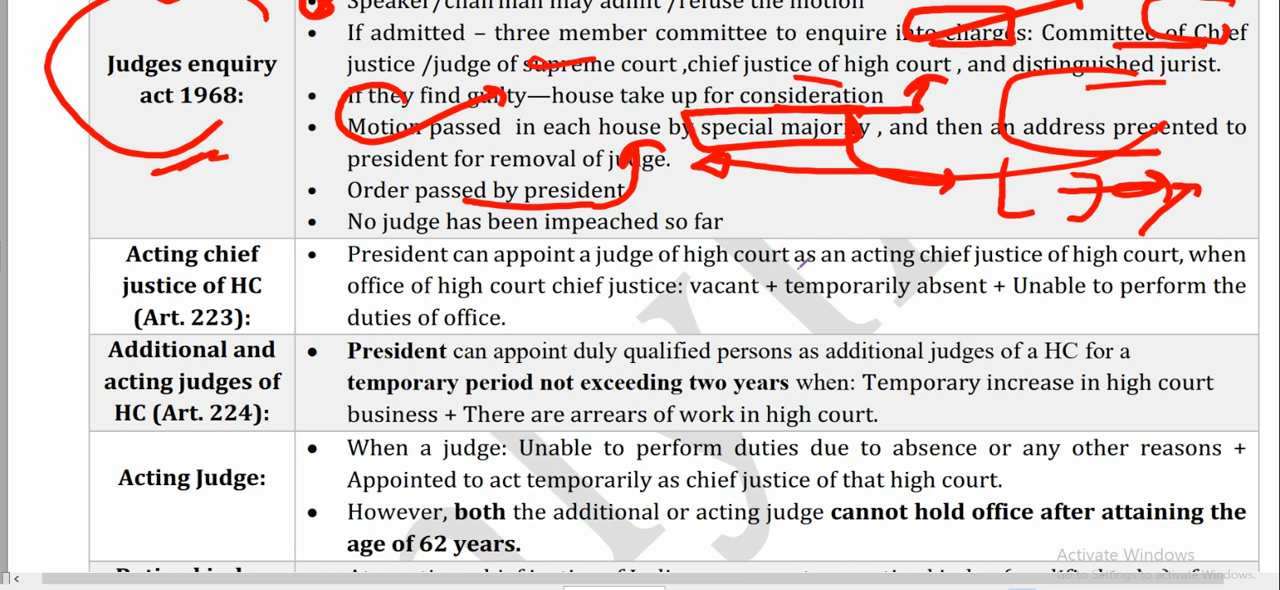 Speaker/chairman may admit /refuse the motion
Judges enquiry
act 1968:
• If admitted – three member committee to enquire into charges: Committee of Chief
justice /judge of supreme court ,chief justice of high court , and distinguished jurist.
• If they find guilty—house take up for consideration
• Motion passed in each house by special majority , and then an address presented to
president for removal of judge.
• Order passed by president
• No judge has been impeached so far
Acting chief
justice of HC
(Art. 223):
• President can appoint a judge of high court as an acting chief justice of high court, when
office of high court chief justice: vacant + temporarily absent + Unable to perform the
duties of office.
Additional and
acting judges of
HC (Art. 224):
• President can appoint duly qualified persons as additional judges of a HC for a
temporary period not exceeding two years when: Temporary increase in high court
business + There are arrears of work in high court.
Acting Judge:
• When a judge: Unable to perform duties due to absence or any other reasons +
Appointed to act temporarily as chief justice of that high court.
• However, both the additional or acting judge cannot hold office after attaining the
age of 62 years.
Activate Windows
Go to Settings to activate Windows.